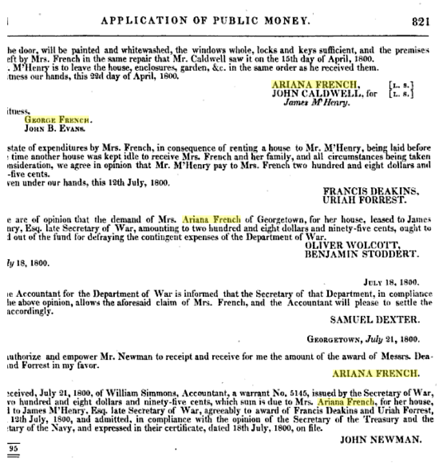 APPLICATION OF PUBLIC MONEY. 821
he door, will be painted and whitewashed, the windows whole, locks and keys sufficient, and the premises
eft by Mrs. French in the same repair that Mr. Caldwell saw it on the 15th day of April, 1800.
. M'Henry is to leave the house, enclosures, garden, &c. in the same order as he received them.
tness our hands, this 22d day of April, 1800.
ARIANA FRENCH, [L. S.]
JOHN CALDWELL, for [L. S.]
James M'Henry.
itness,
GEORGE FRENCH.
JOHN B. EVANS.
state of expenditures by Mrs. French, in consequence of renting a house to Mr. M'Henry, being laid before
time another house was kept idle to receive Mrs. French and her family, and all circumstances being taken
onsideration, we agree in opinion that Mr. M'Henry pay to Mrs. French two hundred and eight dollars and
-five cents.
ven under our hands, this 12th July, 1800.
FRANCIS DEAKINS,
URIAH FORREST.
e are of opinion that the demand of Mrs. Ariana French of Georgetown, for her house, leased to James
nry, Esq. late Secretary of War, amounting to two hundred and eight dollars and ninety-five cents, ought to
d out of the fund for defraying the contingent expenses of the Department of War.
OLIVER WOLCOTT,
BENJAMIN STODDERT.
ly 18, 1800.
JULY 18, 1800.
e Accountant for the Department of War is informed that the Secretary of that Department, in compliance
he above opinion, allows the aforesaid claim of Mrs. French, and the Accountant will please to settle the
accordingly.
SAMUEL DEXTER.
GEORGETOWN, July 21, 1800.
uthorize and empower Mr. Newman to receive and receive for me the amount of the award of Messrs. Dea-
nd Forrest in my favor.
ARIANA FRENCH.
eceived, July 21, 1800, of William Simmons, Accountant, a warrant No. 5145, issued by the Secretary of War,
vo hundred and eight dollars and ninety-five cents, which sum is due to Mrs. Ariana French, for her house,
l to James M'Henry, Esq. late Secretary of War, agreeably to award of Francis Deakins and Uriah Forrest,
12th July, 1800, and admitted, in compliance with the opinion of the Secretary of the Treasury and the
tary of the Navy, and expressed in their certificate, dated 18th July, 1800, on file.
JOHN NEWMAN.
95